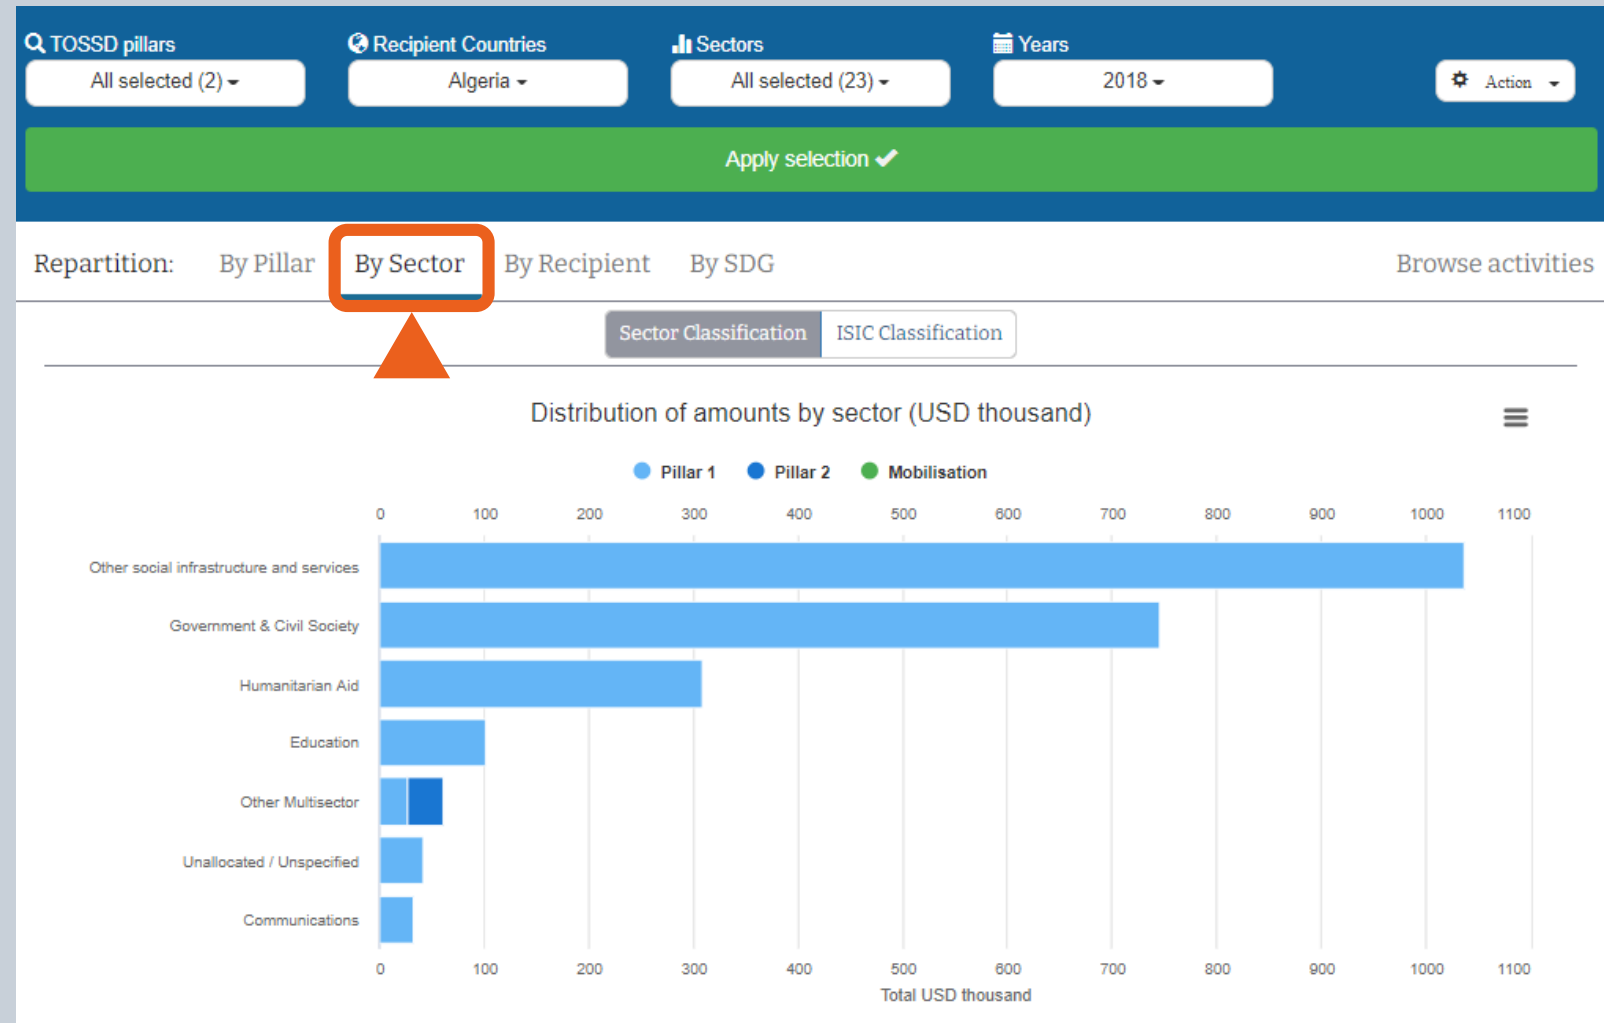 TOSSD pillars
Recipient Countries
Sectors
Years
All selected (2)
Algeria
All selected (23)
2018
Action
Apply selection
Repartition: By Pillar By Sector By Recipient By SDG Browse activities
Sector Classification ISIC Classification
Distribution of amounts by sector (USD thousand)
Pillar 1 Pillar 2 Mobilisation
0 100 200 300 400 500 600 700 800 900 1000 1100
Other social infrastructure and services
Government & Civil Society
Humanitarian Aid
Education
Other Multisector
Unallocated / Unspecified
Communications
0 100 200 300 400 500 600 700 800 900 1000 1100
Total USD thousand